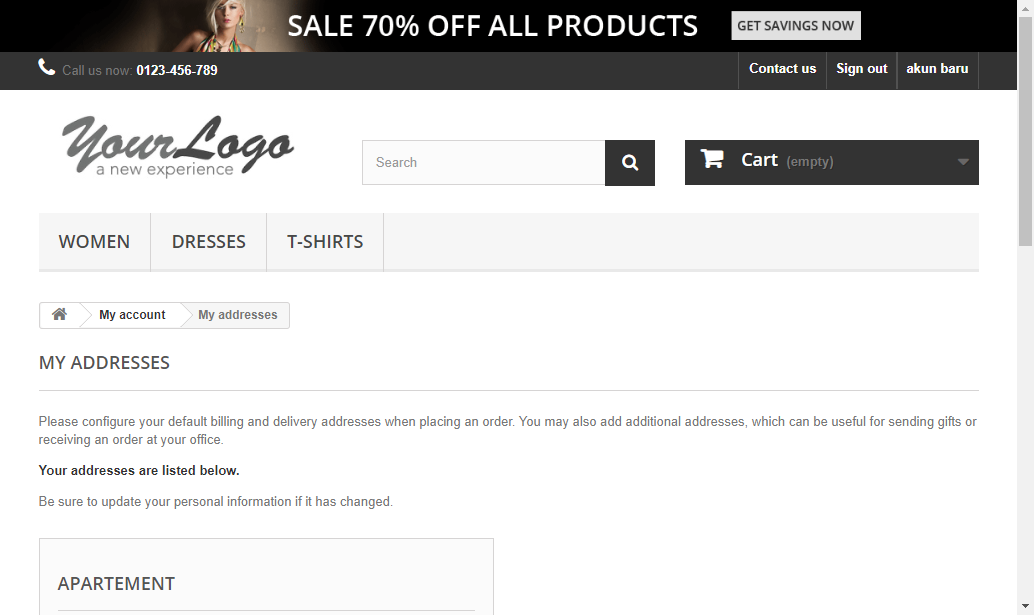 SALE 70% OFF ALL PRODUCTS GET SAVINGS NOW
Call us now: 0123-456-789 Contact us Sign out akun baru
YourLogo
a new experience
Search Cart (empty)
WOMEN DRESSES T-SHIRTS
My account My addresses
MY ADDRESSES
Please configure your default billing and delivery addresses when placing an order. You may also add additional addresses, which can be useful for sending gifts or
receiving an order at your office.
Your addresses are listed below.
Be sure to update your personal information if it has changed.
APARTEMENT